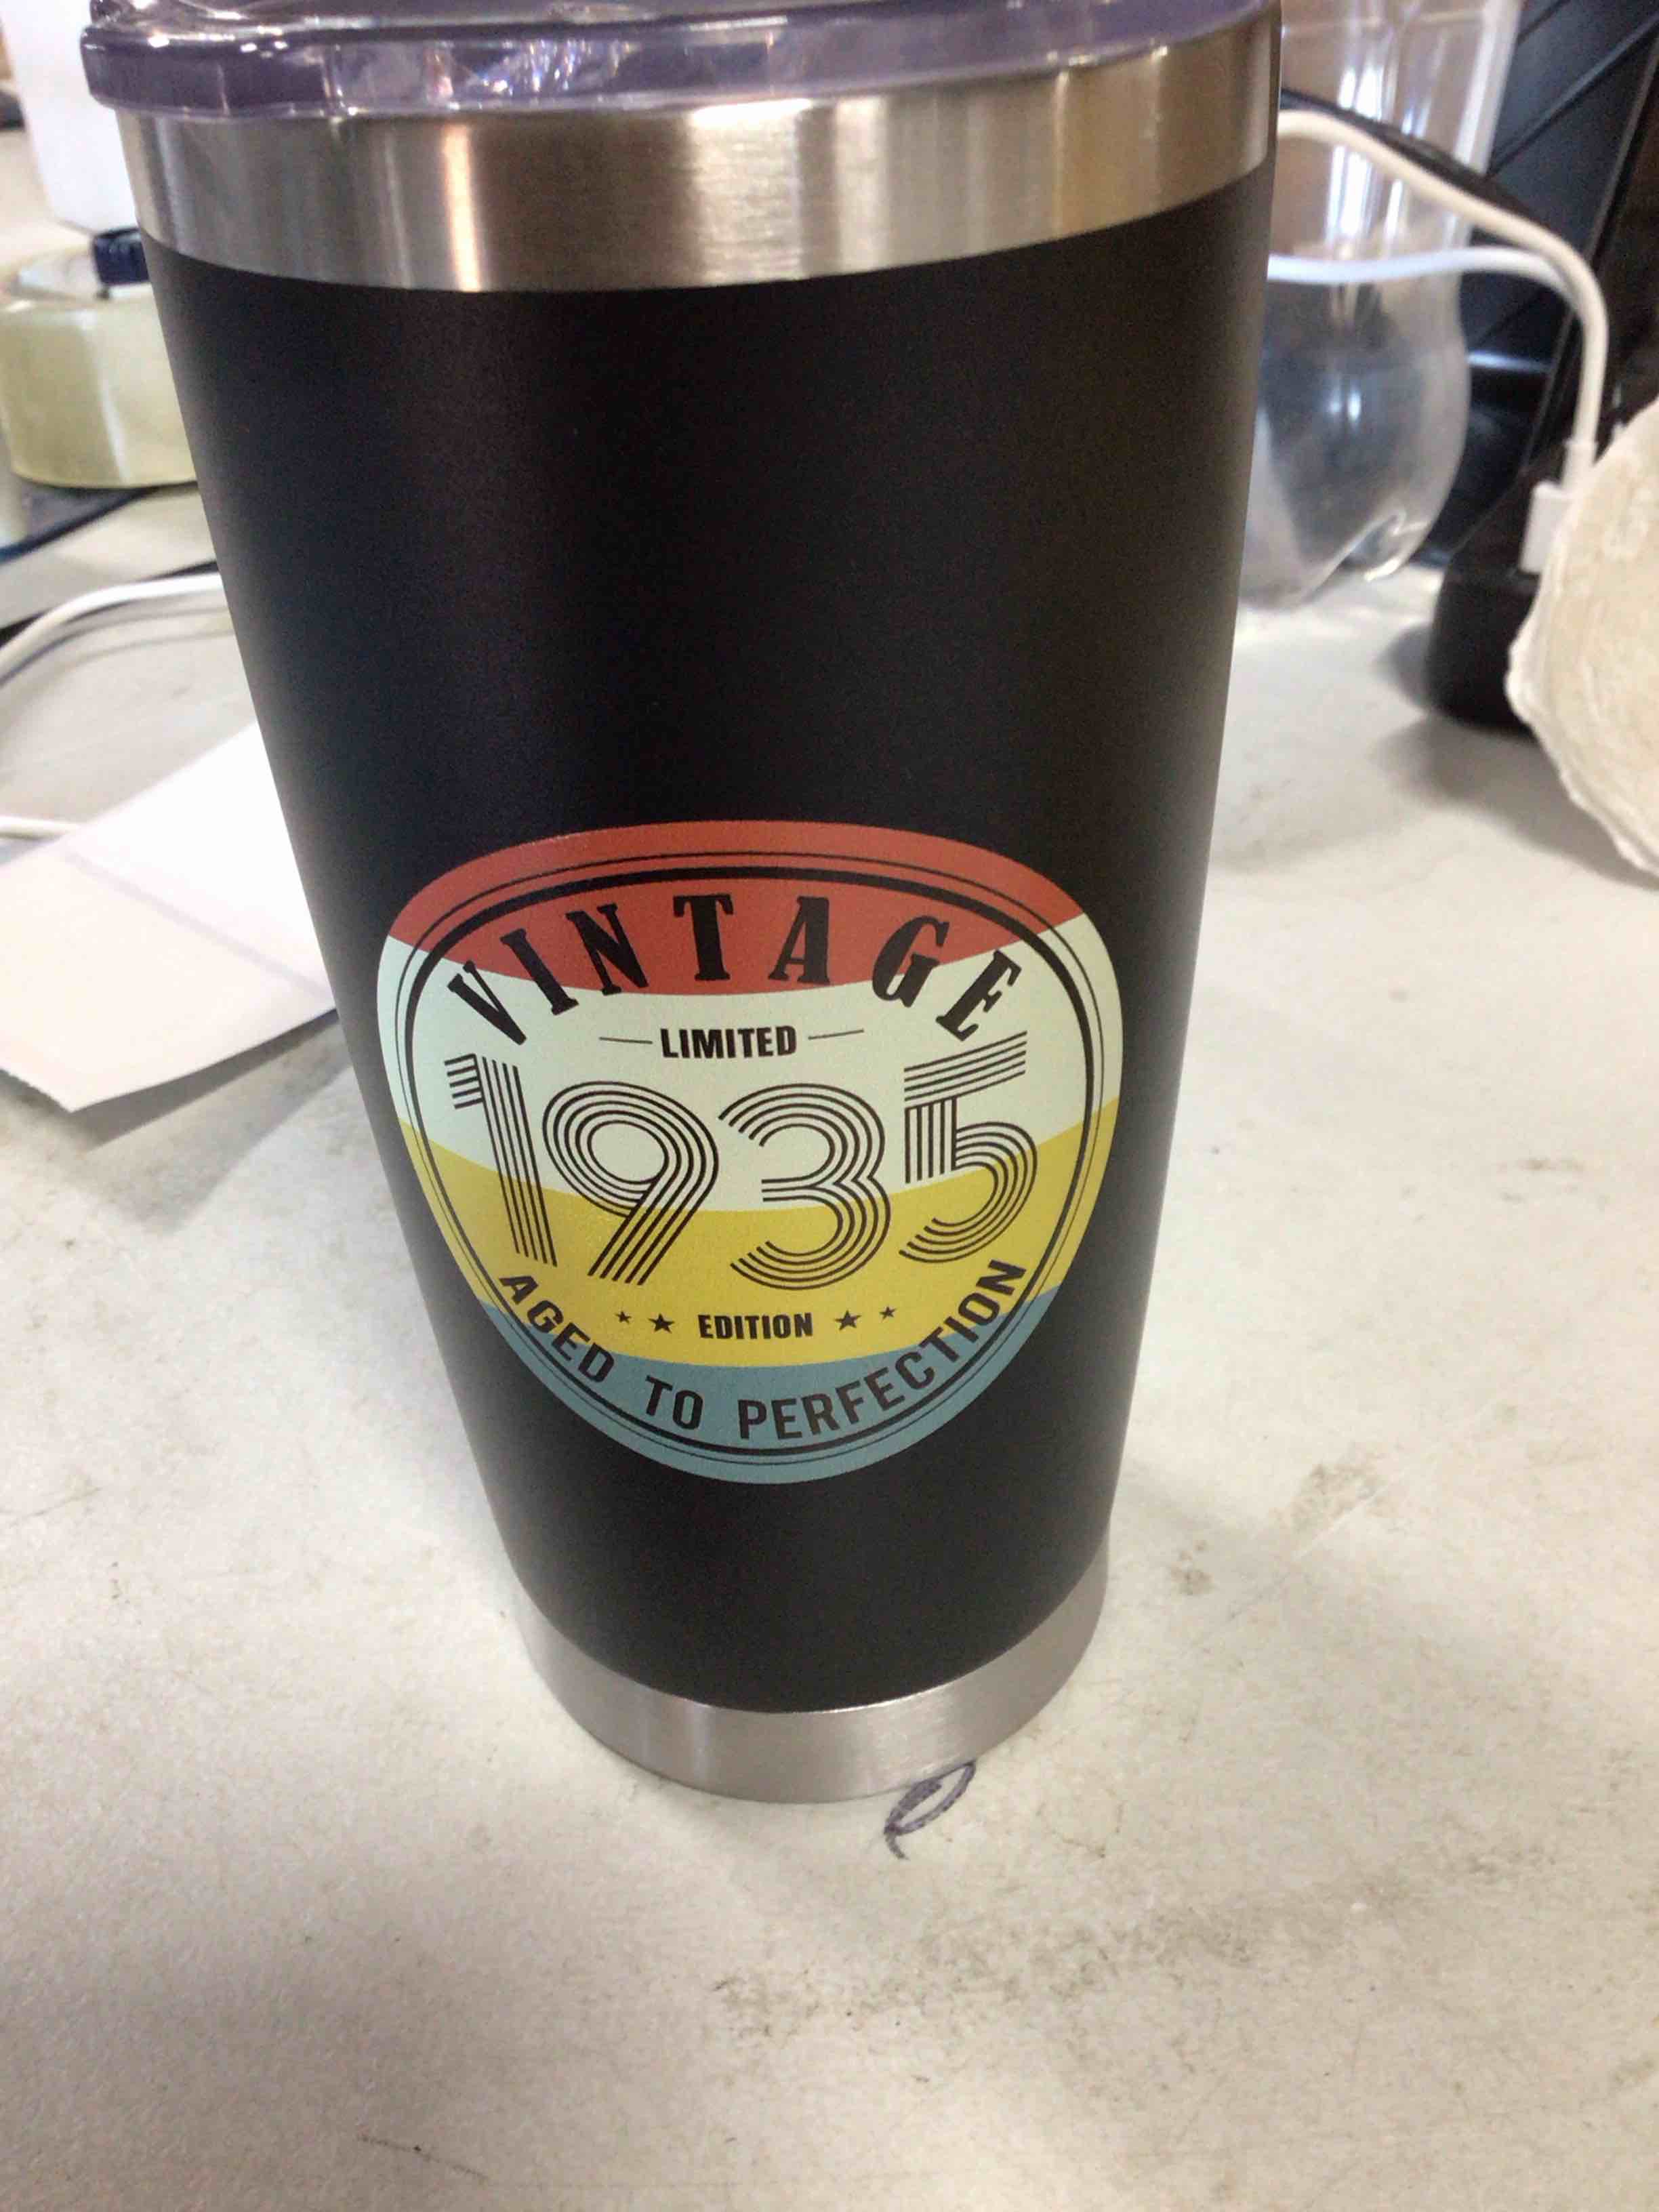 VINTAGE
LIMITED
1935
EDITION
AGED TO PERFECTION